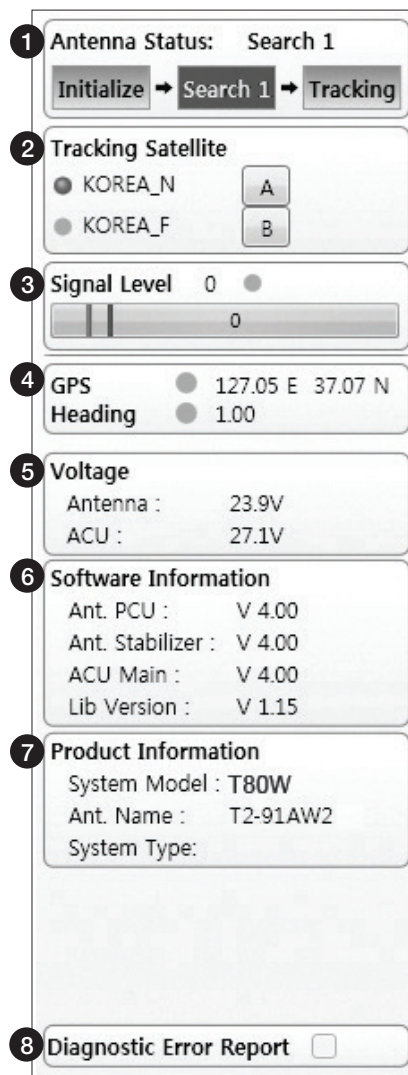 1 Antenna Status: Search 1
Initialize → Search 1 → Tracking
2 Tracking Satellite
KOREA_N A
KOREA_F B
3 Signal Level 0
0
4 GPS 127.05 E 37.07 N
Heading 1.00
5 Voltage
Antenna : 23.9V
ACU : 27.1V
6 Software Information
Ant. PCU : V 4.00
Ant. Stabilizer : V 4.00
ACU Main : V 4.00
Lib Version : V 1.15
7 Product Information
System Model : T80W
Ant. Name : T2-91AW2
System Type:
8 Diagnostic Error Report